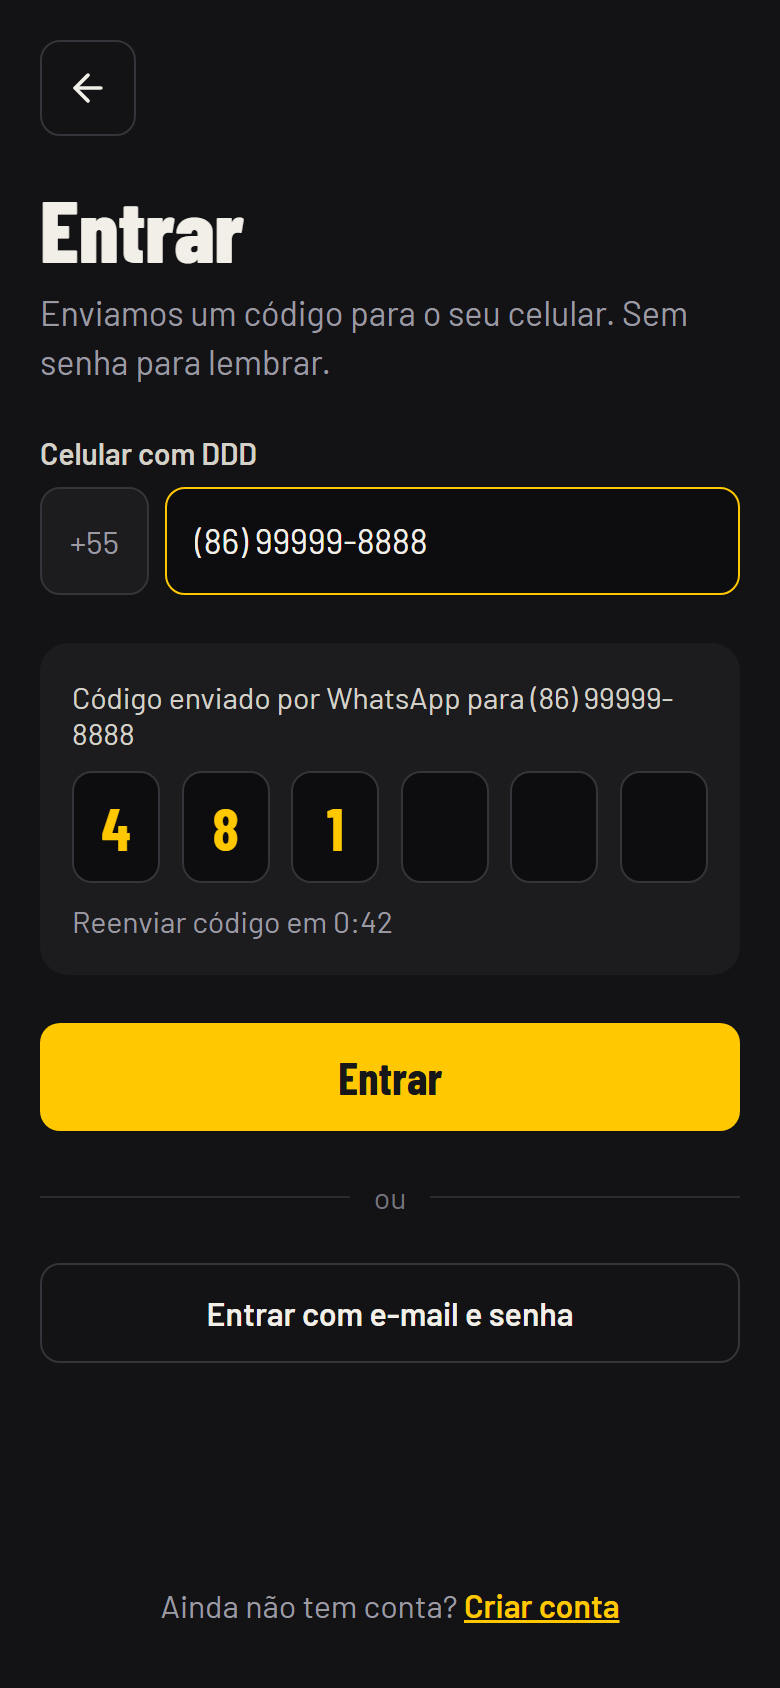 Entrar
Enviamos um código para o seu celular. Sem
senha para lembrar.
Celular com DDD
+55 (86) 99999-8888
Código enviado por WhatsApp para (86) 99999-
8888
4 8 1
Reenviar código em 0:42
Entrar
ou
Entrar com e-mail e senha
Ainda não tem conta? Criar conta